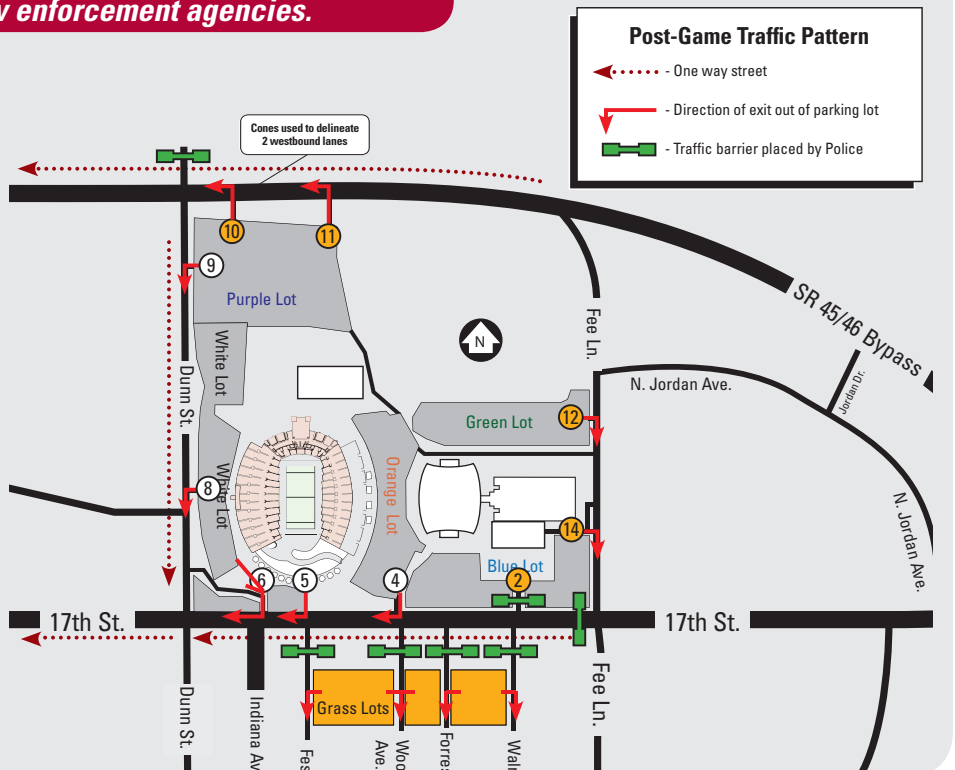 enforcement agencies.
Post-Game Traffic Pattern
- One way street
- Direction of exit out of parking lot
- Traffic barrier placed by Police
Cones used to delineate
2 westbound lanes
10
11
9
Purple Lot
SR 45/46 Bypass
Fee Ln.
N
White Lot
Dunn St.
N. Jordan Ave.
Jordan Dr.
12
Green Lot
Orange Lot
8
White Lot
N. Jordan Ave.
14
Blue Lot
6
5
4
2
17th St.
17th St.
Fee Ln.
Dunn St.
Indiana
Grass Lots
Ave.